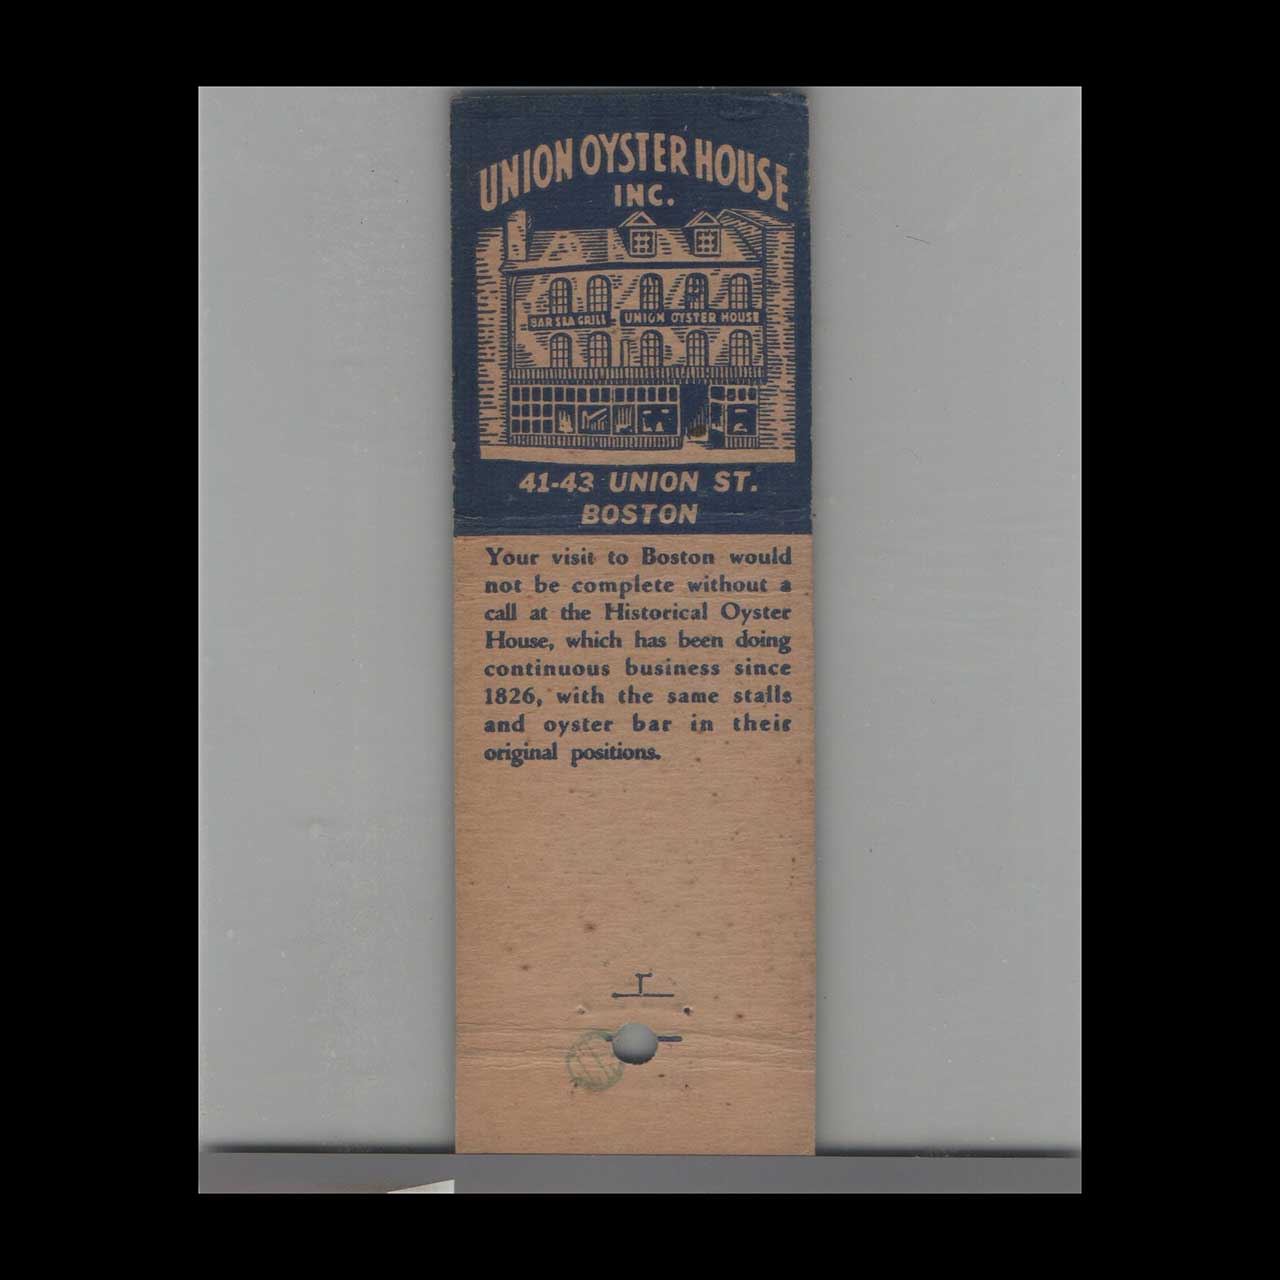 UNION OYSTER HOUSE
INC.
BAR SEA GRILL UNION OYSTER HOUSE
41-43 UNION ST.
BOSTON
Your visit to Boston would
not be complete without a
call at the Historical Oyster
House, which has been doing
continuous business since
1826, with the same stalls
and oyster bar in their
original positions.